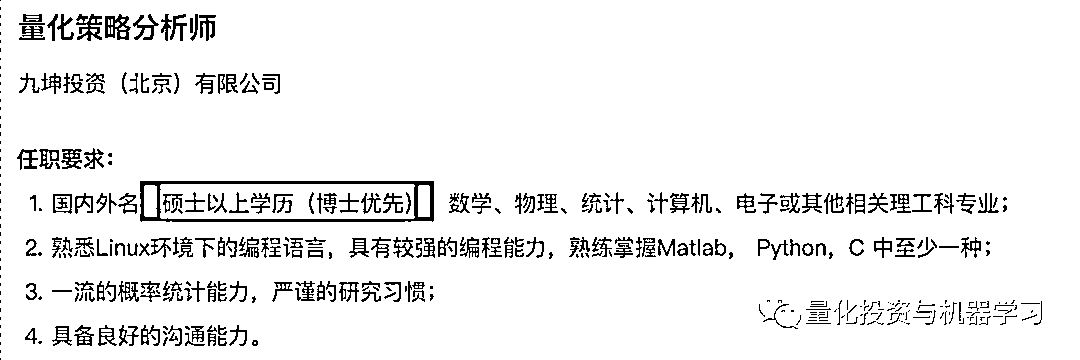 量化策略分析师
九坤投资（北京）有限公司
任职要求：
1. 国内外名 硕士以上学历（博士优先） 数学、物理、统计、计算机、电子或其他相关理工科专业；
2. 熟悉Linux环境下的编程语言，具有较强的编程能力，熟练掌握Matlab， Python，C 中至少一种；
3. 一流的概率统计能力，严谨的研究习惯；
4. 具备良好的沟通能力。
量化投资与机器学习